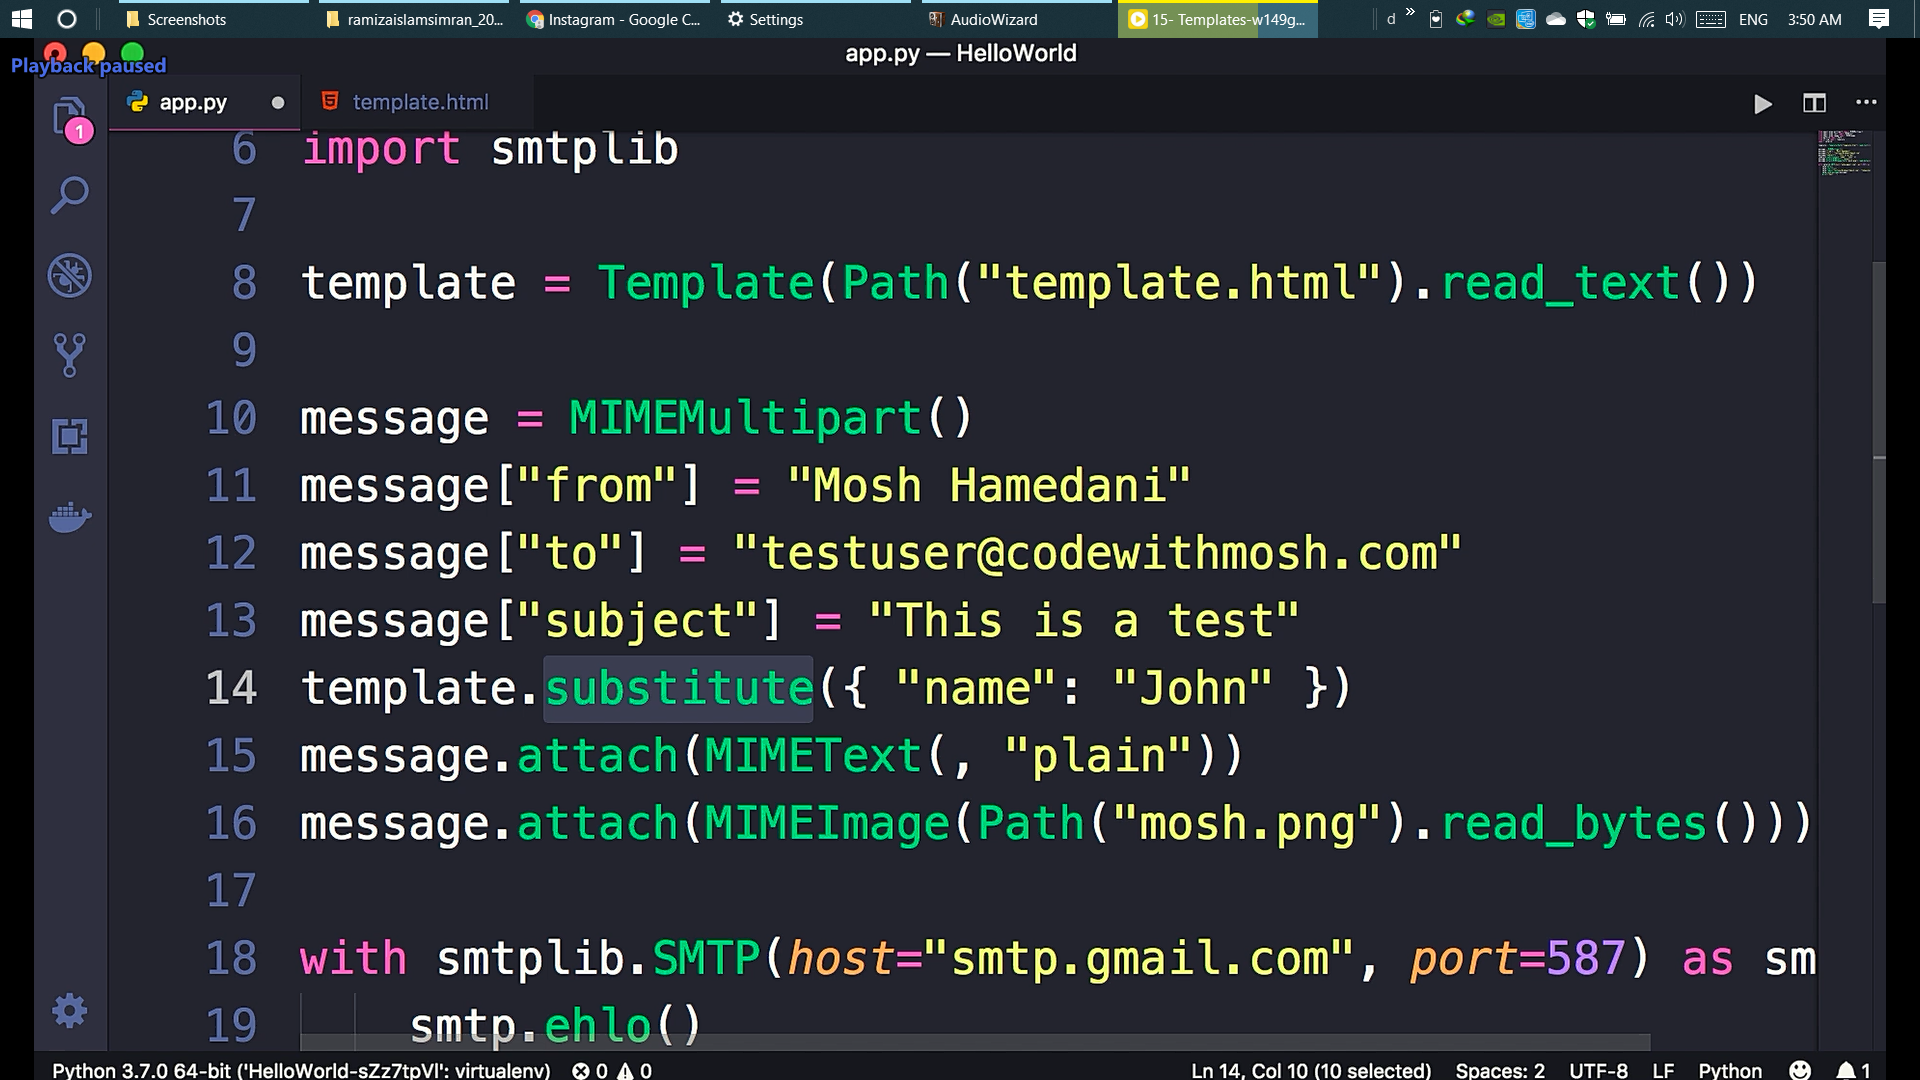 Screenshots
ramizaislamsimran_20...
Instagram - Google C...
Settings
AudioWizard
15- Templates-w149g...
d
»
ENG
3:50 AM
app.py — HelloWorld
Playback paused
app.py
template.html
1
6 import smtplib
7
8 template = Template(Path("template.html").read_text())
9
10 message = MIMEMultipart()
11 message["from"] = "Mosh Hamedani"
12 message["to"] = "testuser@codewithmosh.com"
13 message["subject"] = "This is a test"
14 template.substitute({ "name": "John" })
15 message.attach(MIMEText(, "plain"))
16 message.attach(MIMEImage(Path("mosh.png").read_bytes()))
17
18 with smtplib.SMTP(host="smtp.gmail.com", port=587) as sm
19 smtp.ehlo()
Python 3.7.0 64-bit ('HelloWorld-sZz7tpVl': virtualenv)
0
0
Ln 14, Col 10 (10 selected)
Spaces: 2
UTF-8
LF
Python
1